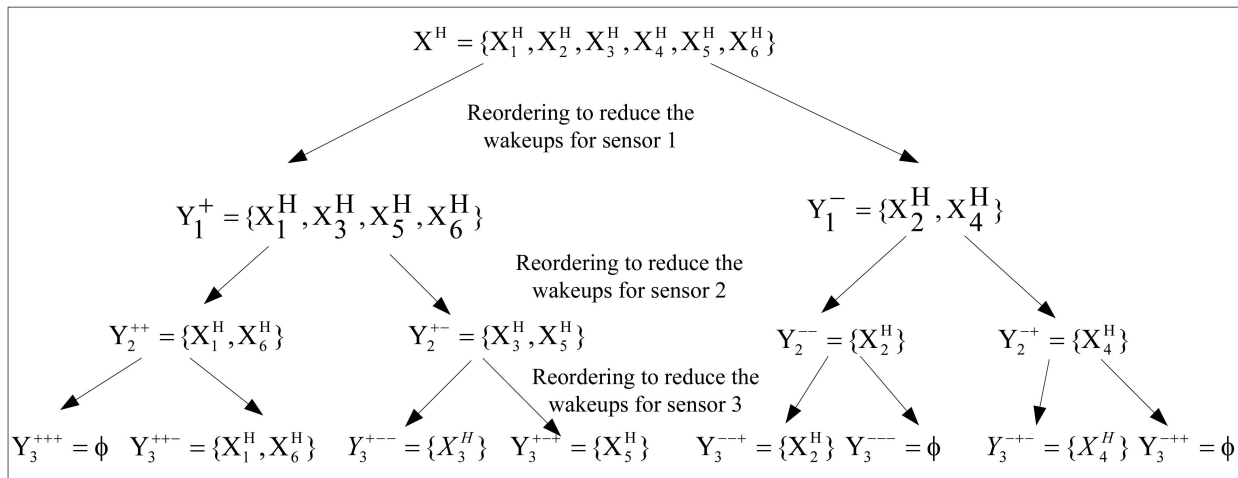 X^H = {X_1^H, X_2^H, X_3^H, X_4^H, X_5^H, X_6^H}
Reordering to reduce the
wakeups for sensor 1
Y_1^+ = {X_1^H, X_3^H, X_5^H, X_6^H}
Y_1^- = {X_2^H, X_4^H}
Reordering to reduce the
wakeups for sensor 2
Y_2^{++} = {X_1^H, X_6^H}
Y_2^{+-} = {X_3^H, X_5^H}
Y_2^{--} = {X_2^H}
Y_2^{-+} = {X_4^H}
Reordering to reduce the
wakeups for sensor 3
Y_3^{+++} = ϕ
Y_3^{++-} = {X_1^H, X_6^H}
Y_3^{+--} = {X_3^H}
Y_3^{+-+} = {X_5^H}
Y_3^{--+} = {X_2^H}
Y_3^{---} = ϕ
Y_3^{-+-} = {X_4^H}
Y_3^{-++} = ϕ